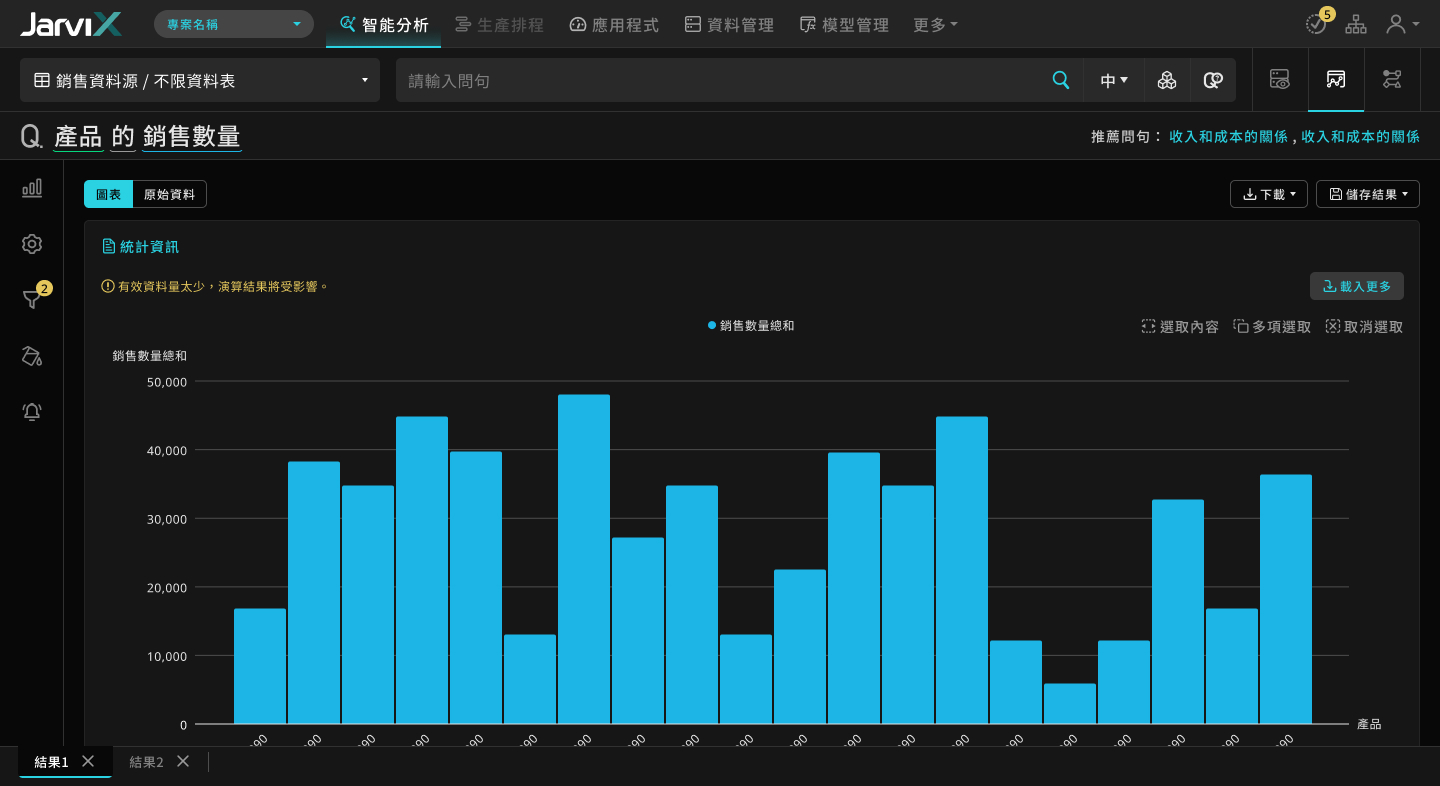 JarviX
專案名稱
智能分析
生產排程
應用程式
資料管理
模型管理
更多
5
銷售資料源 / 不限資料表
請輸入問句
中
Q. 產品 的 銷售數量
推薦問句： 收入和成本的關係 , 收入和成本的關係
圖表
原始資料
下載
儲存結果
統計資訊
2
有效資料量太少，演算結果將受影響。
載入更多
銷售數量總和
選取內容
多項選取
取消選取
銷售數量總和
50,000
40,000
30,000
20,000
10,000
0
產品
結果1
結果2